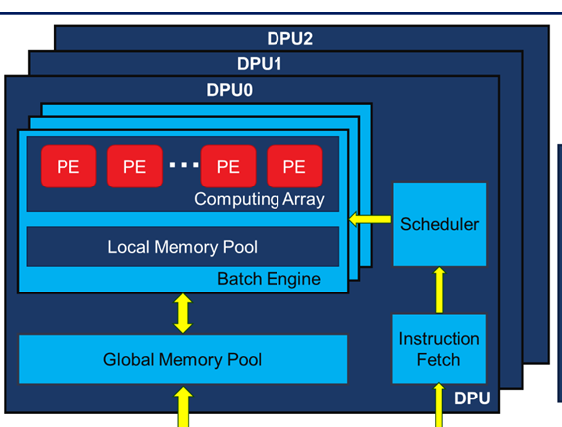 DPU2
DPU1
DPU0
PE PE ... PE PE
Computing Array
Local Memory Pool
Batch Engine
Scheduler
Global Memory Pool
Instruction
Fetch
DPU